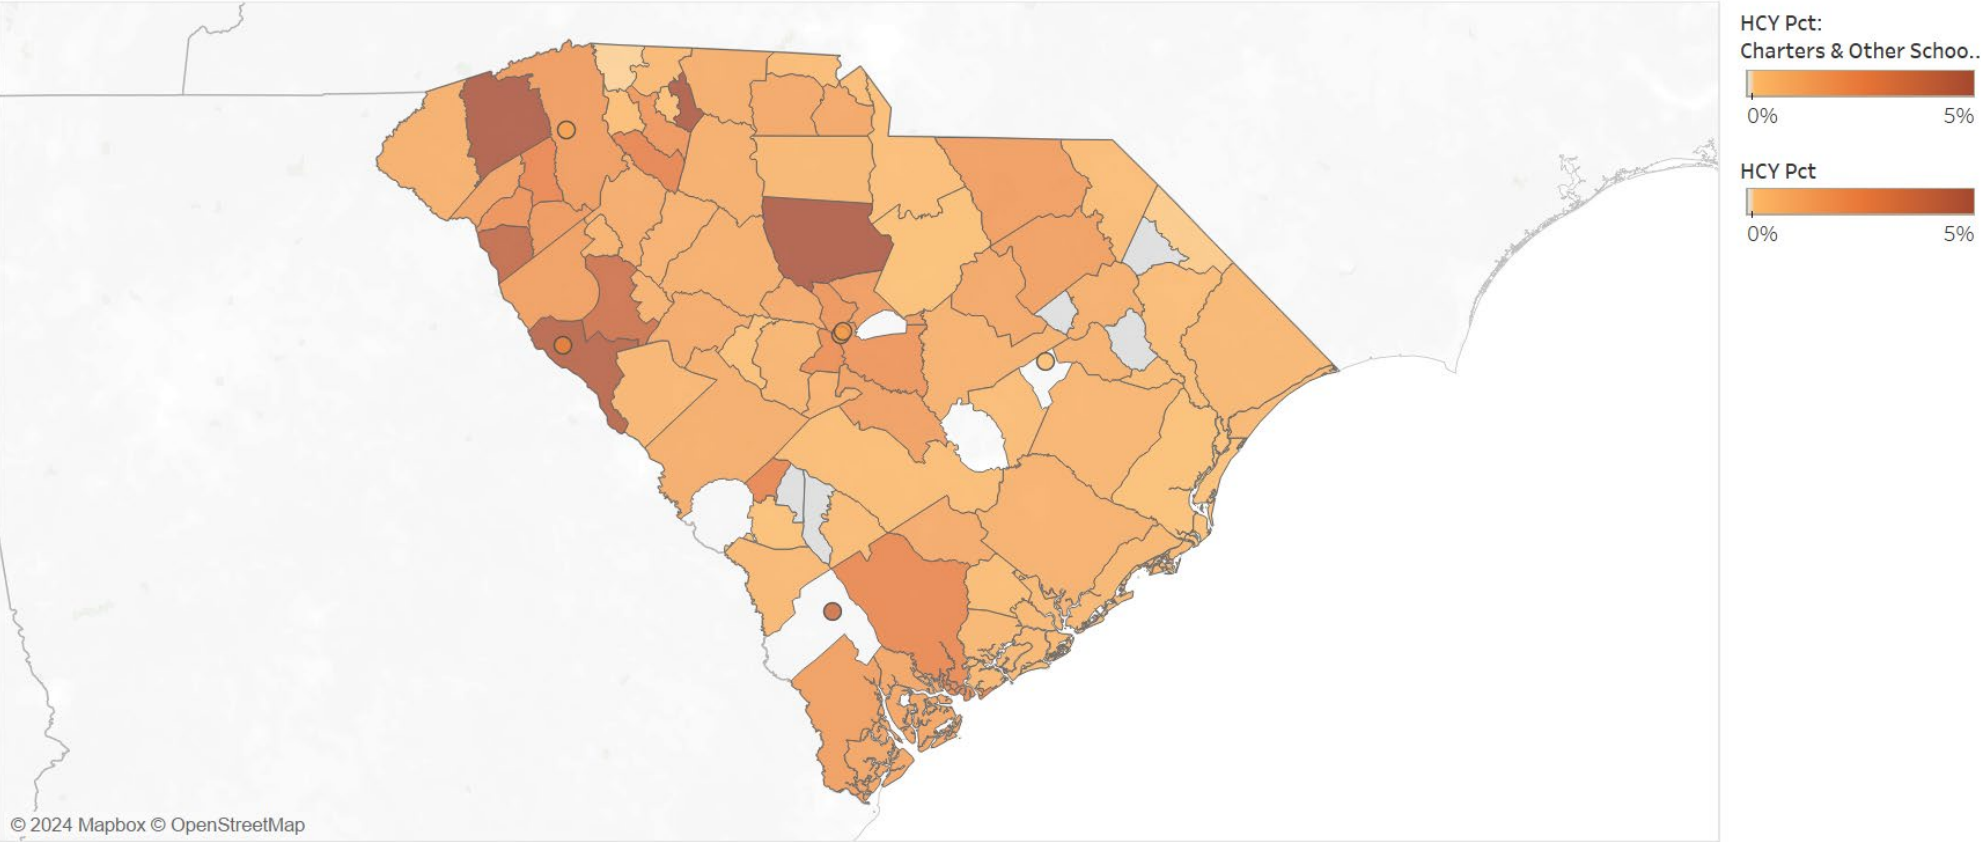 HCY Pct:
Charters & Other Schoo..
0% 5%
HCY Pct
0% 5%
© 2024 Mapbox © OpenStreetMap